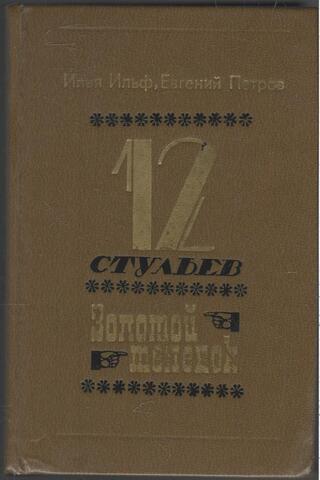 Илья Ильф, Евгений Петров
12
СТУЛЬЕВ
Золотой
теленок